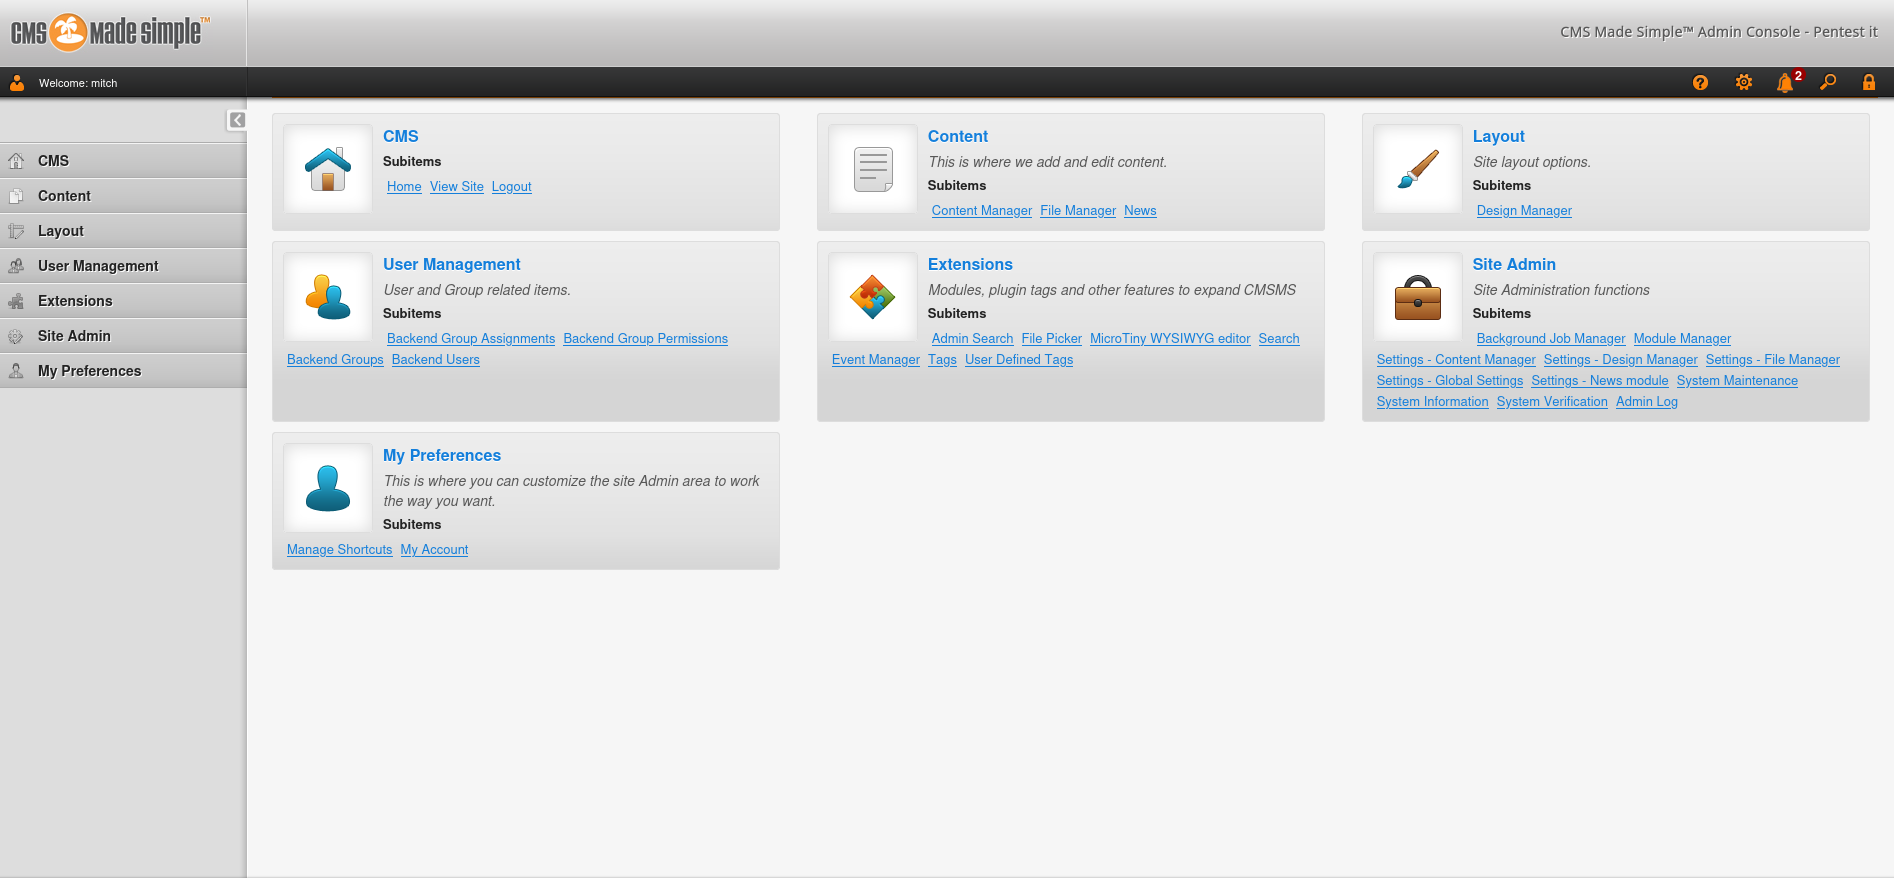 CMS made simple™
CMS Made Simple™ Admin Console - Pentest it
Welcome: mitch
2
CMS
Content
Layout
User Management
Extensions
Site Admin
My Preferences
CMS
Subitems
Home View Site Logout
Content
This is where we add and edit content.
Subitems
Content Manager File Manager News
Layout
Site layout options.
Subitems
Design Manager
User Management
User and Group related items.
Subitems
Backend Group Assignments Backend Group Permissions
Backend Groups Backend Users
Extensions
Modules, plugin tags and other features to expand CMSMS
Subitems
Admin Search File Picker MicroTiny WYSIWYG editor Search
Event Manager Tags User Defined Tags
Site Admin
Site Administration functions
Subitems
Background Job Manager Module Manager
Settings - Content Manager Settings - Design Manager Settings - File Manager
Settings - Global Settings Settings - News module System Maintenance
System Information System Verification Admin Log
My Preferences
This is where you can customize the site Admin area to work
the way you want.
Subitems
Manage Shortcuts My Account